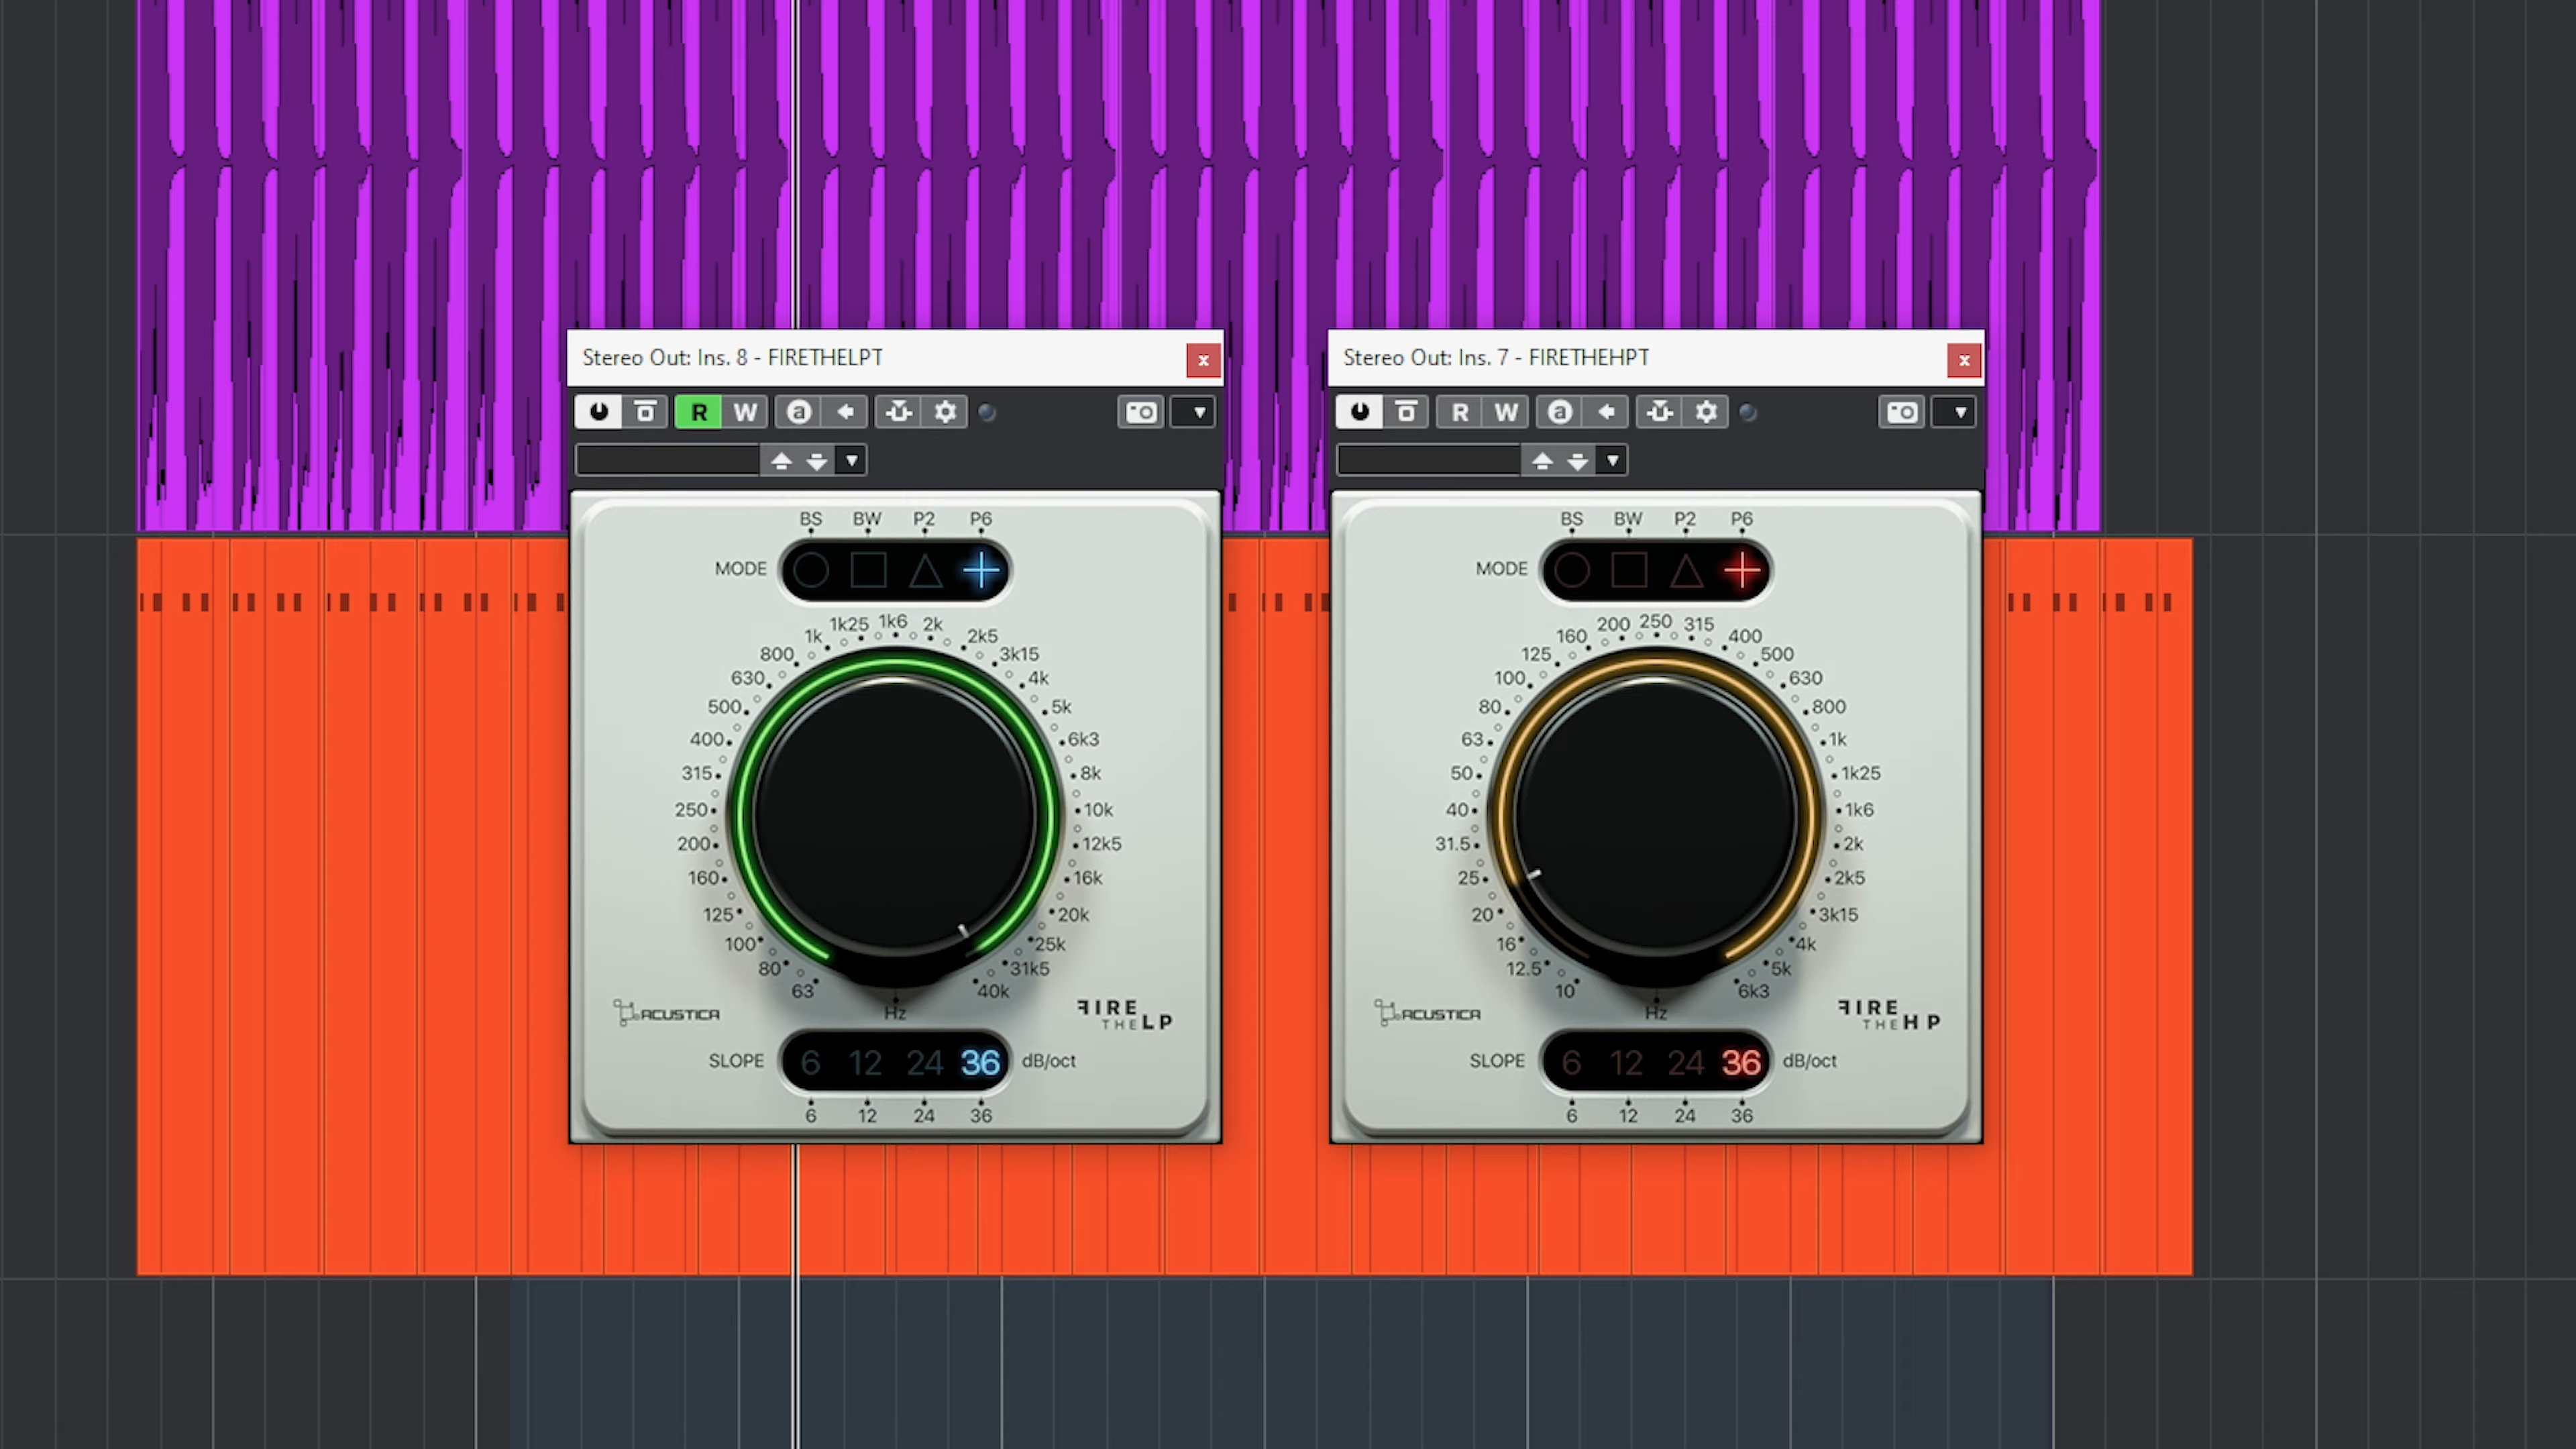 Stereo Out: Ins. 8 - FIRETHELPT
x
R W a
BS BW P2 P6
MODE
1k 1k25 1k6 2k 2k5
800 3k15
630 4k
500 5k
400 6k3
315 8k
250 10k
200 12k5
160 16k
125 20k
100 25k
80 31k5
63 40k
Hz
ACUSTICA
FIRE
THE LP
SLOPE 6 12 24 36 dB/oct
6 12 24 36
Stereo Out: Ins. 7 - FIRETHEHPT
x
R W a
BS BW P2 P6
MODE
160 200 250 315 400
125 500
100 630
80 800
63 1k
50 1k25
40 1k6
31.5 2k
25 2k5
20 3k15
16 4k
12.5 5k
10 6k3
Hz
ACUSTICA
FIRE
THE HP
SLOPE 6 12 24 36 dB/oct
6 12 24 36